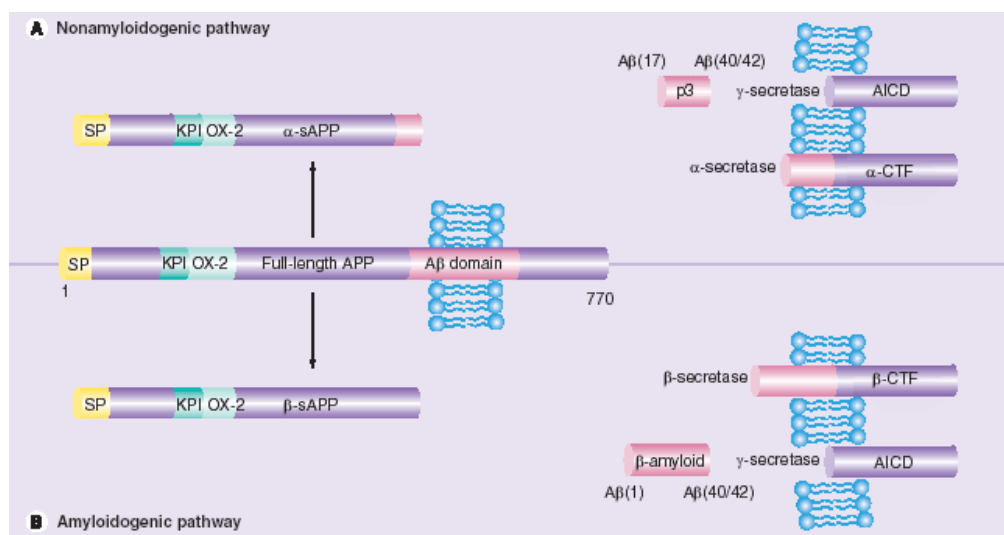 A Nonamyloidogenic pathway
Aβ(17) Aβ(40/42)
p3 γ-secretase AICD
SP KPI OX-2 α-sAPP
α-secretase α-CTF
SP KPI OX-2 Full-length APP Aβ domain
1 770
β-secretase β-CTF
SP KPI OX-2 β-sAPP
β-amyloid γ-secretase AICD
Aβ(1) Aβ(40/42)
B Amyloidogenic pathway